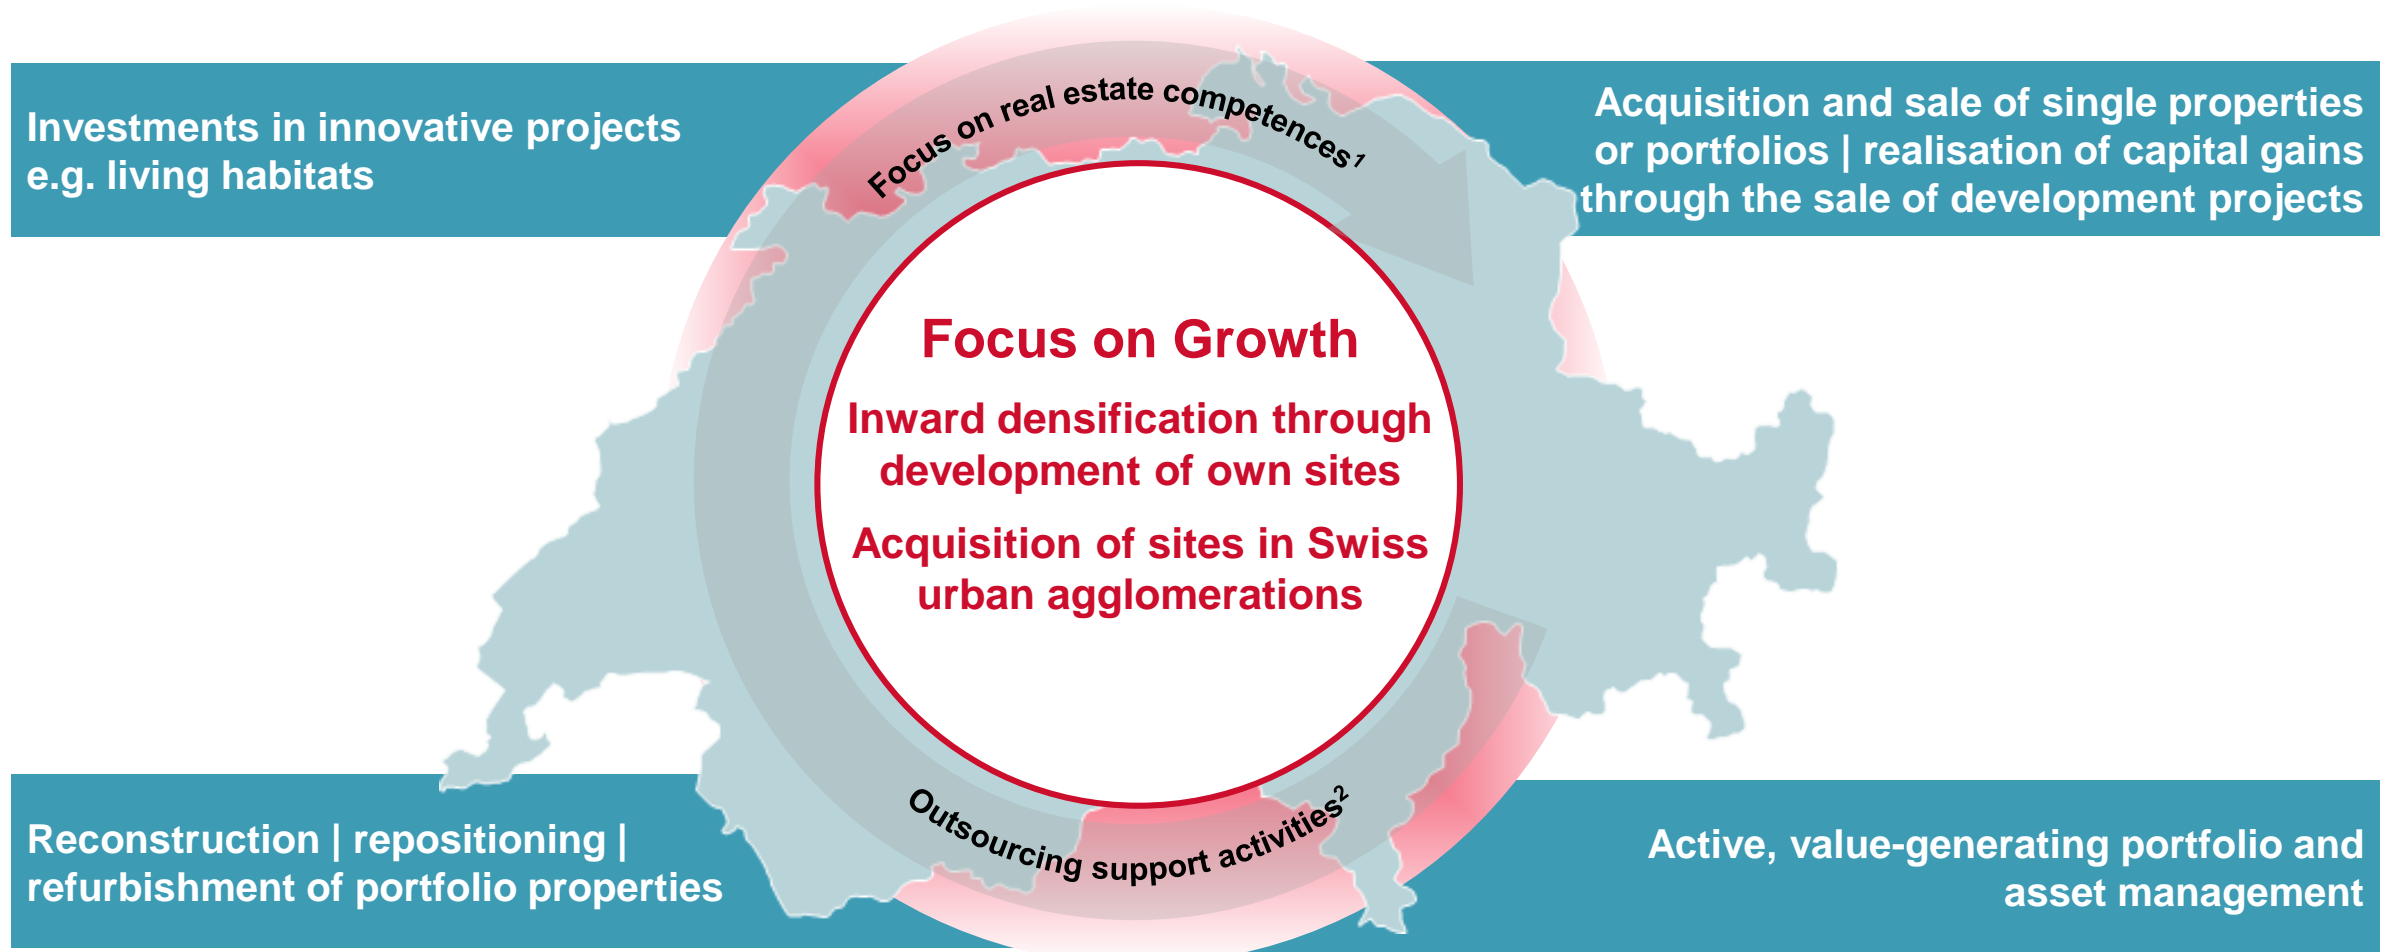 Investments in innovative projects
e.g. living habitats
Focus on real estate competences¹
Acquisition and sale of single properties
or portfolios | realisation of capital gains
through the sale of development projects
Focus on Growth
Inward densification through
development of own sites
Acquisition of sites in Swiss
urban agglomerations
Outsourcing support activities²
Reconstruction | repositioning |
refurbishment of portfolio properties
Active, value-generating portfolio and
asset management